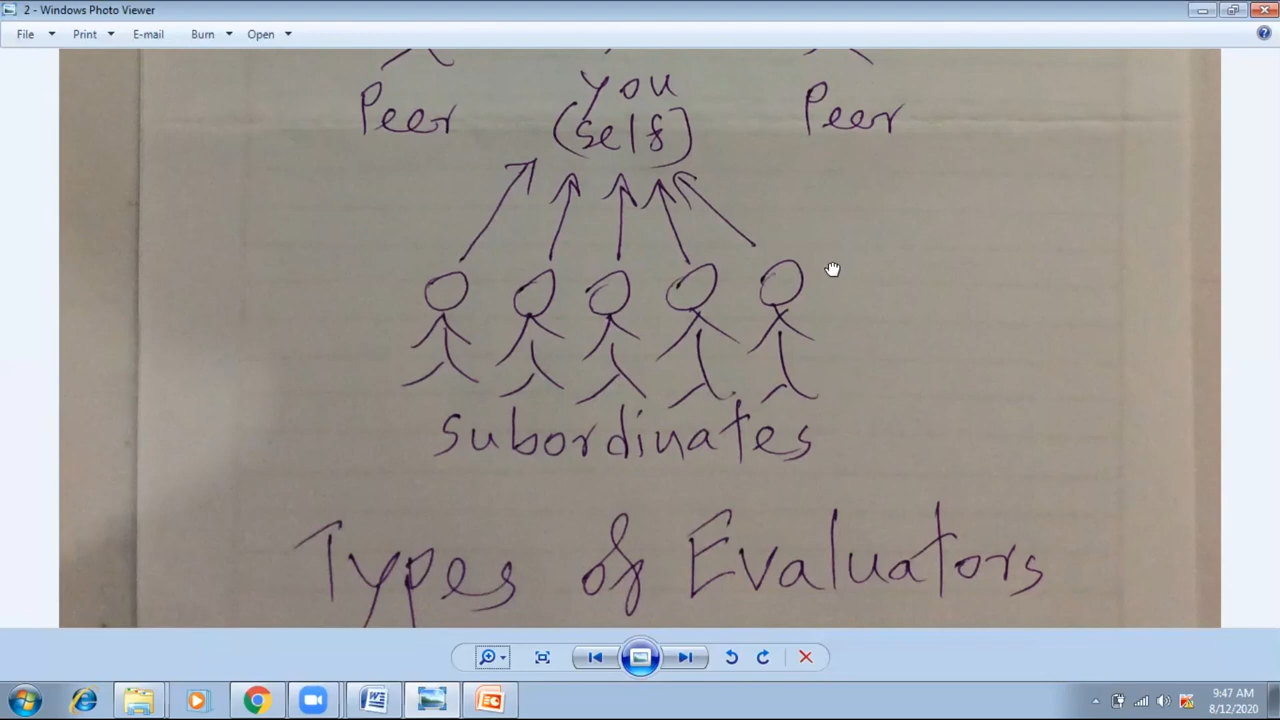 2 - Windows Photo Viewer
File Print E-mail Burn Open
you
Peer (self) Peer
subordinates
Types of Evaluators
9:47 AM
8/12/2020